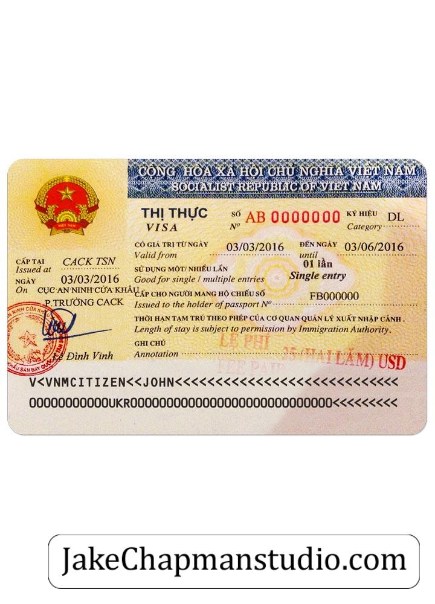 CỘNG HÒA XÃ HỘI CHỦ NGHĨA VIỆT NAM
SOCIALIST REPUBLIC OF VIET NAM
THỊ THỰC SỐ AB 0000000 KÝ HIỆU DL
VISA N° Category
CÓ GIÁ TRỊ TỪ NGÀY 03/03/2016 ĐẾN NGÀY 03/06/2016
Valid from until
CẤP TẠI CACK TSN
Issued at
SỬ DỤNG MỘT/NHIỀU LẦN 01 lần
Good for single / multiple entries Single entry
NGÀY 03/03/2016
On CỤC AN NINH CỬA KHẨU
P.TRƯỞNG CACK
CẤP CHO NGƯỜI MANG HỘ CHIẾU SỐ FB000000
Issued to the holder of passport N°
THỜI HẠN TẠM TRÚ THEO PHÉP CỦA CƠ QUAN QUẢN LÝ XUẤT NHẬP CẢNH.
Length of stay is subject to permission by Immigration Authority.
GHI CHÚ
Annotation
LỆ PHÍ
25 (HAI LĂM) USD
Lê Đình Vinh
V<VNMCITIZEN<<JOHN<<<<<<<<<<<<<<<<<<<<<<<<<<
00000000000UKR0000000000000000000000000<<<<<<<<
JakeChapmanstudio.com